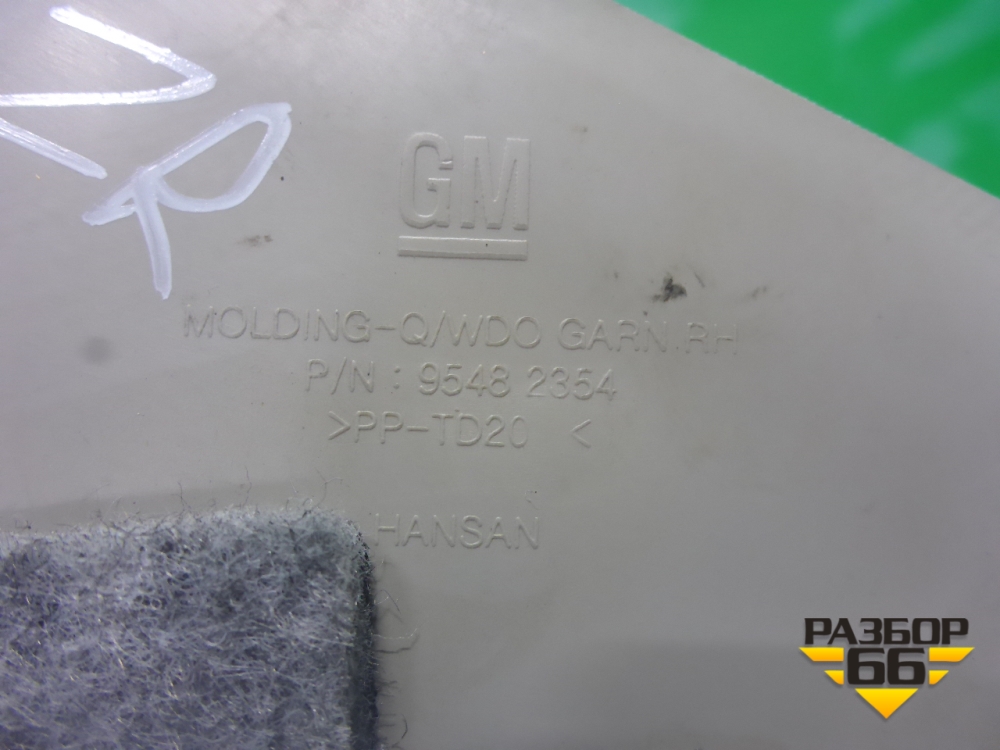 GM
MOLDING-Q/WDO GARN RH
P/N : 9548 2354
>PP-TD20 <
HANSAN
РАЗБОР
66